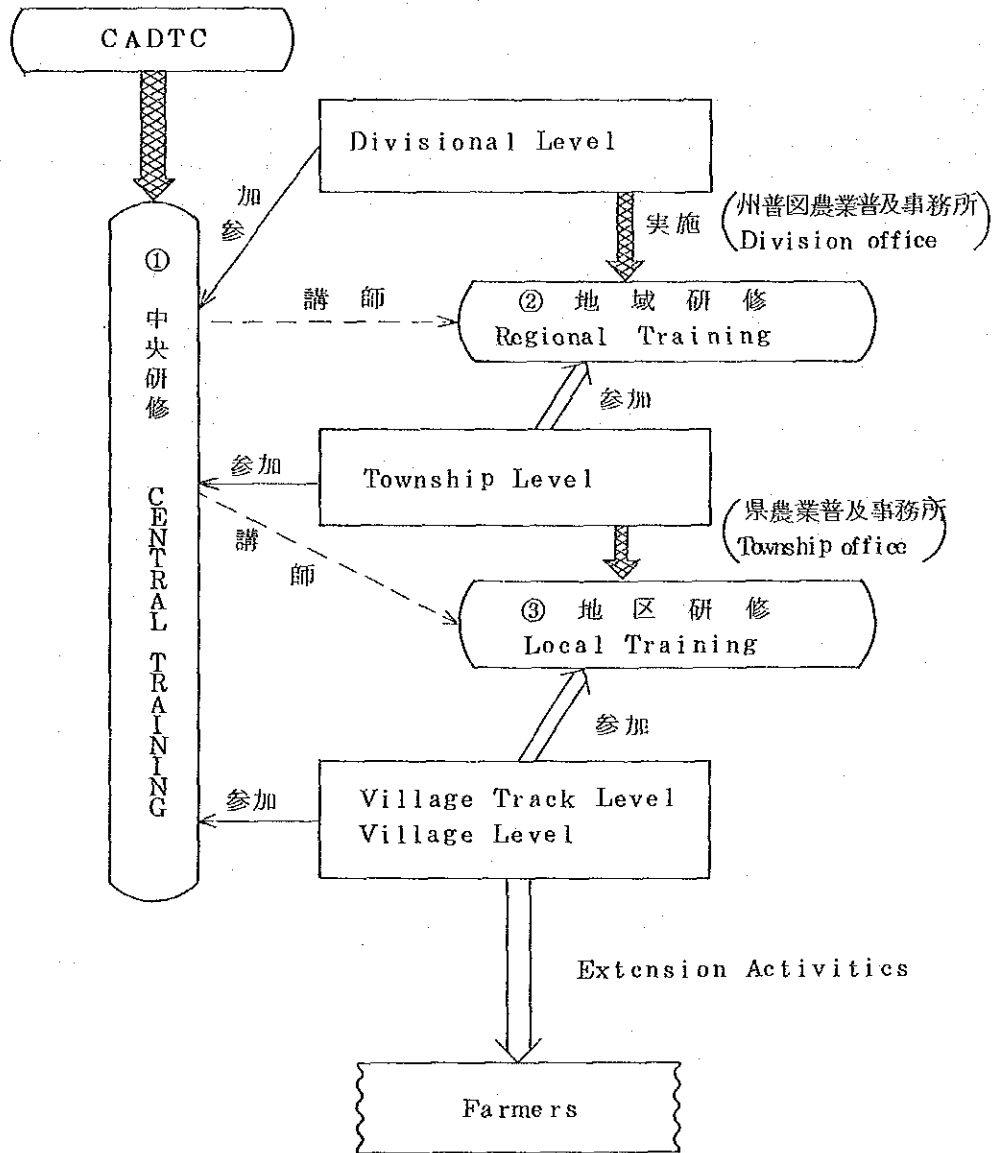 CADTC
Divisional Level
参加
実施
(州普図農業普及事務所
Division office)
① 中央研修 CENTRAL TRAINING
講師
② 地域研修
Regional Training
参加
Township Level
参加
(県農業普及事務所
Township office)
講師
③ 地区研修
Local Training
参加
Village Track Level
Village Level
参加
Extension Activities
Farmers